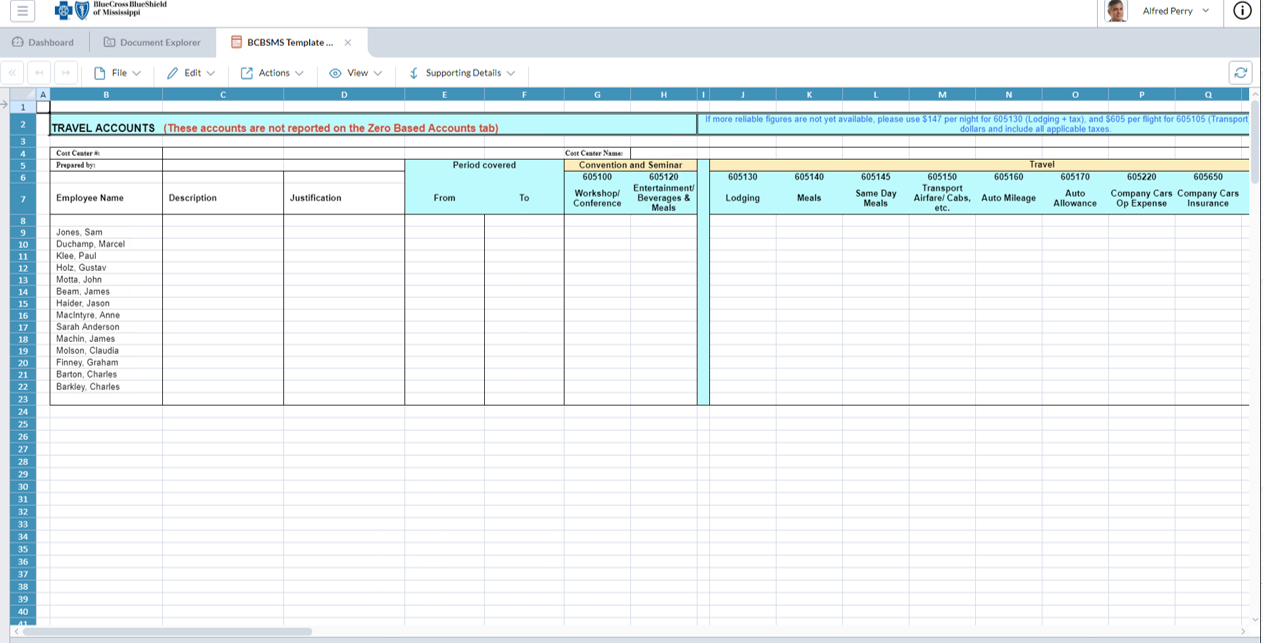 BlueCross BlueShield
of Mississippi
Alfred Perry
Dashboard
Document Explorer
BCBSMS Template ...
File
Edit
Actions
View
Supporting Details
A B C D E F G H I J K L M N O P Q
1
2 TRAVEL ACCOUNTS (These accounts are not reported on the Zero Based Accounts tab)
If more reliable figures are not yet available, please use $147 per night for 605130 (Lodging + tax), and $605 per flight for 605105 (Transport
dollars and include all applicable taxes.
3
4 Cost Center #: Cost Center Name:
5 Prepared by: Period covered Convention and Seminar Travel
6 605100 605120 605130 605140 605145 605150 605160 605170 605220 605650
7 Employee Name Description Justification From To Workshop/ Conference Entertainment/ Beverages & Meals Lodging Meals Same Day Meals Transport Airfare/ Cabs, etc. Auto Mileage Auto Allowance Company Cars Op Expense Company Cars Insurance
8
9 Jones, Sam
10 Duchamp, Marcel
11 Klee, Paul
12 Holz, Gustav
13 Motta, John
14 Beam, James
15 Haider, Jason
16 MacIntyre, Anne
17 Sarah Anderson
18 Machin, James
19 Molson, Claudia
20 Finney, Graham
21 Barton, Charles
22 Barkley, Charles
23
24
25
26
27
28
29
30
31
32
33
34
35
36
37
38
39
40
41